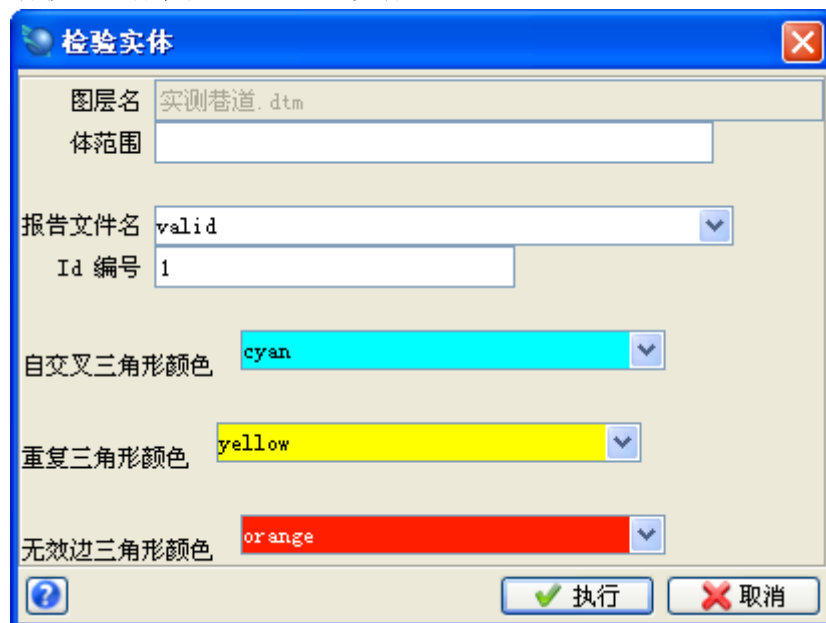 检验实体
图层名 实测巷道.dtm
体范围
报告文件名 valid
Id 编号 1
自交叉三角形颜色 cyan
重复三角形颜色 yellow
无效边三角形颜色 orange
执行 取消